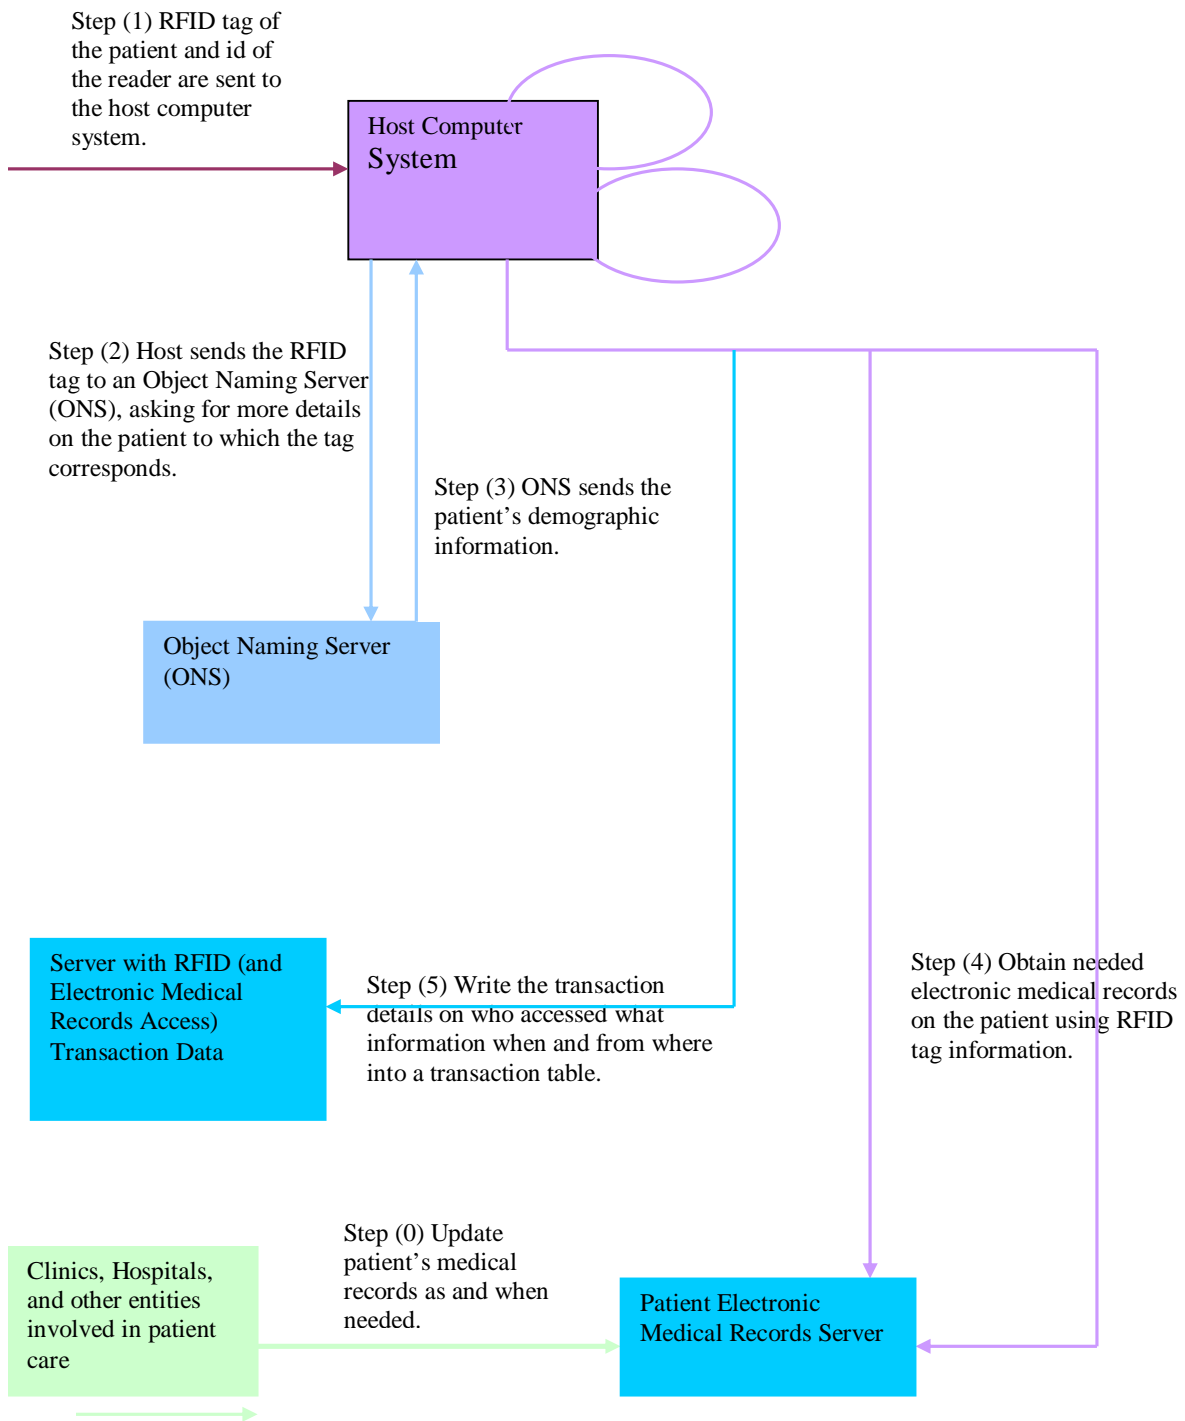 Step (1) RFID tag of
the patient and id of
the reader are sent to
the host computer
system.
Host Computer
System
Step (2) Host sends the RFID
tag to an Object Naming Server
(ONS), asking for more details
on the patient to which the tag
corresponds.
Step (3) ONS sends the
patient’s demographic
information.
Object Naming Server
(ONS)
Server with RFID (and
Electronic Medical
Records Access)
Transaction Data
Step (5) Write the transaction
details on who accessed what
information when and from where
into a transaction table.
Step (4) Obtain needed
electronic medical records
on the patient using RFID
tag information.
Step (0) Update
patient’s medical
records as and when
needed.
Clinics, Hospitals,
and other entities
involved in patient
care
Patient Electronic
Medical Records Server